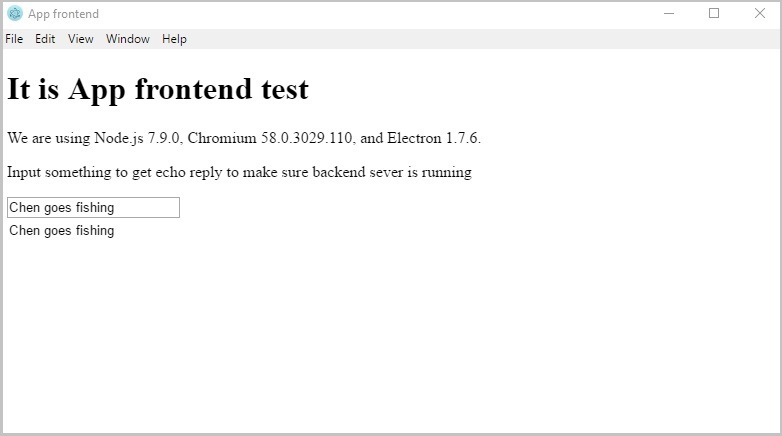 App frontend
File Edit View Window Help
It is App frontend test
We are using Node.js 7.9.0, Chromium 58.0.3029.110, and Electron 1.7.6.
Input something to get echo reply to make sure backend sever is running
Chen goes fishing
Chen goes fishing